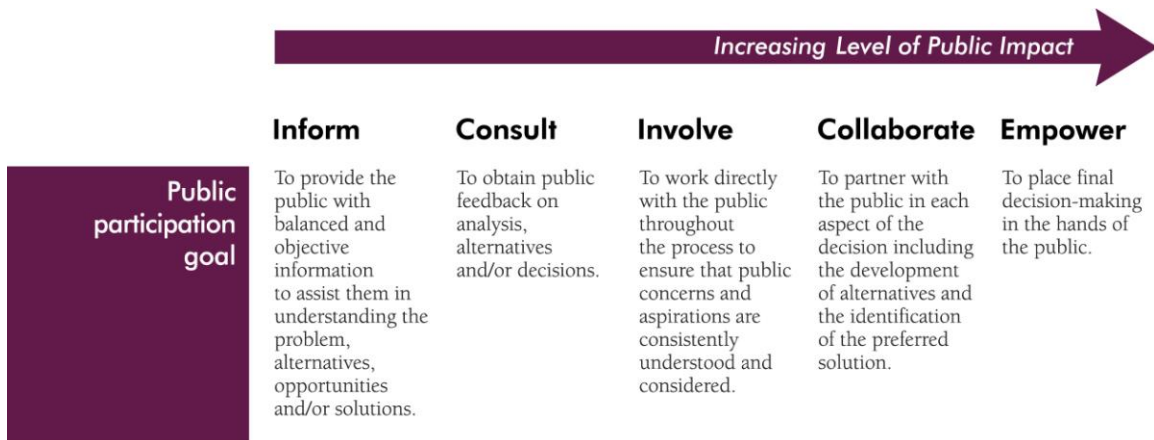 Increasing Level of Public Impact
Inform
Consult
Involve
Collaborate
Empower
Public
participation
goal
To provide the
public with
balanced and
objective
information
to assist them in
understanding the
problem,
alternatives,
opportunities
and/or solutions.
To obtain public
feedback on
analysis,
alternatives
and/or decisions.
To work directly
with the public
throughout
the process to
ensure that public
concerns and
aspirations are
consistently
understood and
considered.
To partner with
the public in each
aspect of the
decision including
the development
of alternatives and
the identification
of the preferred
solution.
To place final
decision-making
in the hands of
the public.